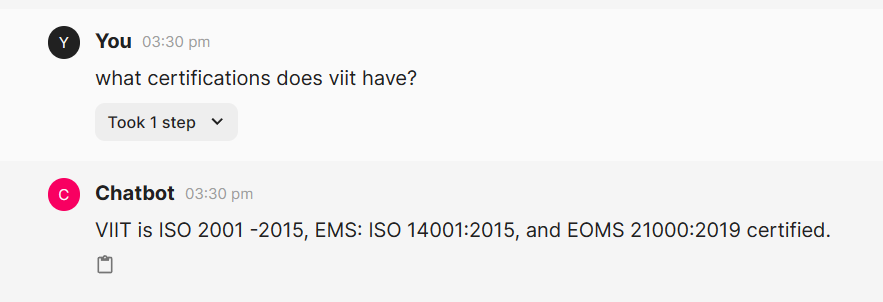 Y You 03:30 pm
what certifications does viit have?
Took 1 step
C Chatbot 03:30 pm
VIIT is ISO 2001 -2015, EMS: ISO 14001:2015, and EOMS 21000:2019 certified.